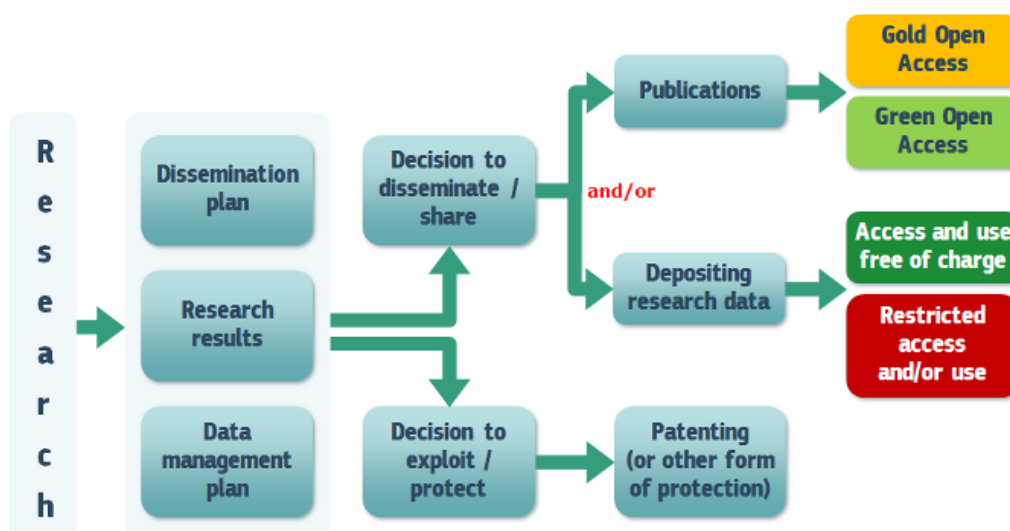 Research
Dissemination
plan
Research
results
Data
management
plan
Decision to
disseminate /
share
Decision to
exploit /
protect
and/or
Publications
Depositing
research data
Patenting
(or other form
of protection)
Gold Open
Access
Green Open
Access
Access and use
free of charge
Restricted
access
and/or use